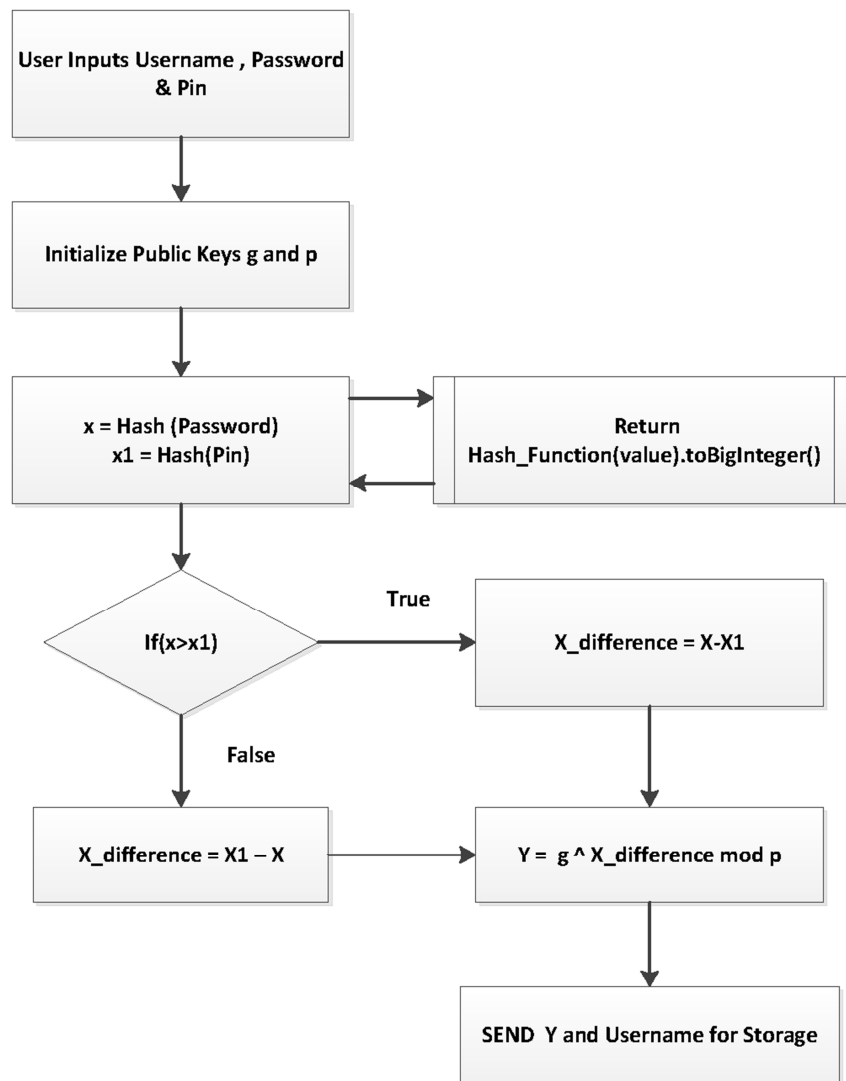 User Inputs Username , Password
& Pin
Initialize Public Keys g and p
x = Hash (Password)
x1 = Hash(Pin)
Return
Hash_Function(value).toBigInteger()
If(x>x1)
True
X_difference = X-X1
False
X_difference = X1 – X
Y = g ^ X_difference mod p
SEND Y and Username for Storage